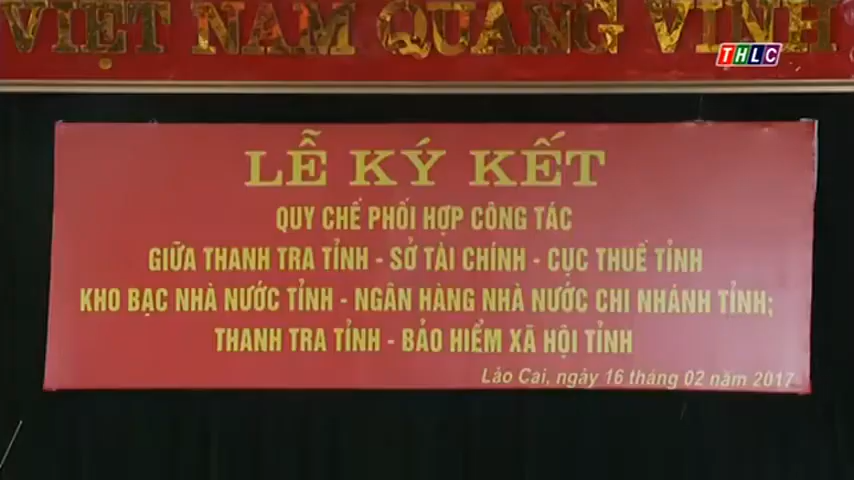 VIỆT NAM QUANG VINH
THLC
LỄ KÝ KẾT
QUY CHẾ PHỐI HỢP CÔNG TÁC
GIỮA THANH TRA TỈNH - SỞ TÀI CHÍNH - CỤC THUẾ TỈNH
KHO BẠC NHÀ NƯỚC TỈNH - NGÂN HÀNG NHÀ NƯỚC CHI NHÁNH TỈNH;
THANH TRA TỈNH - BẢO HIỂM XÃ HỘI TỈNH
Lào Cai, ngày 16 tháng 02 năm 2017